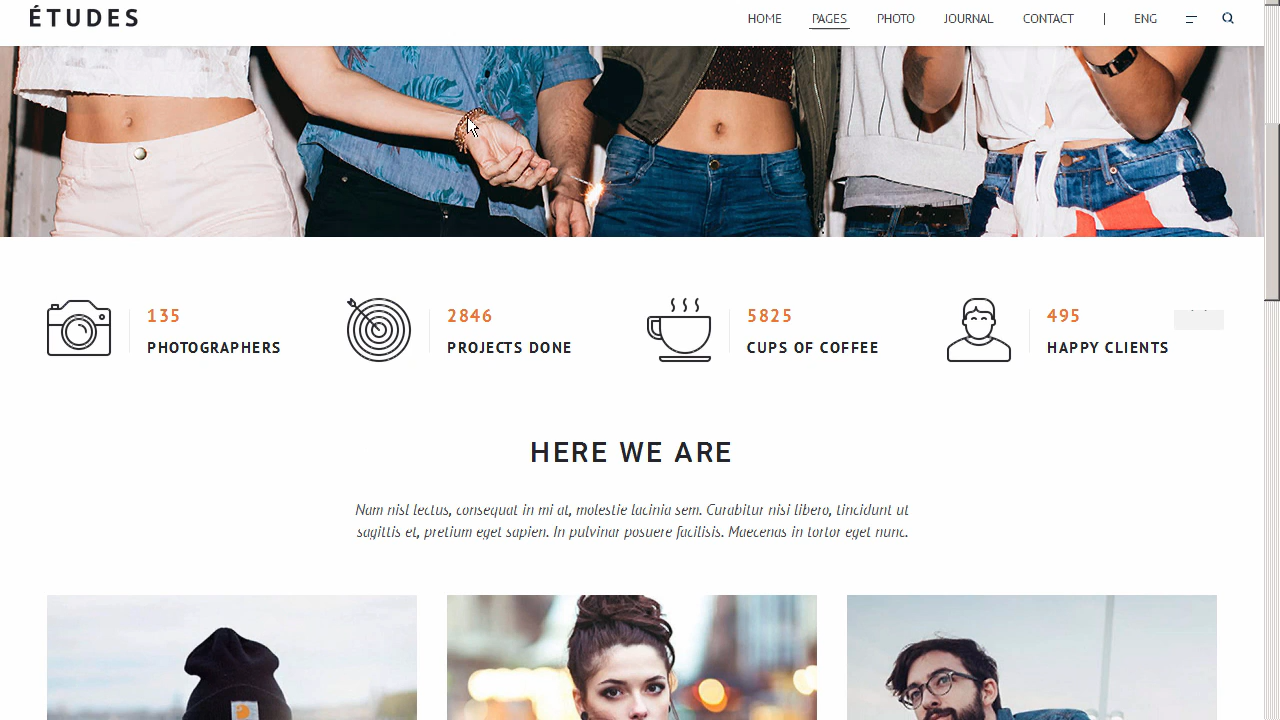 ÉTUDES
HOME PAGES PHOTO JOURNAL CONTACT | ENG
135
PHOTOGRAPHERS
2846
PROJECTS DONE
5825
CUPS OF COFFEE
495
HAPPY CLIENTS
HERE WE ARE
Nam nisl lectus, consequat in mi at, molestie lacinia sem. Curabitur nisi libero, tincidunt ut
sagittis et, pretium eget sapien. In pulvinar posuere facilisis. Maecenas in tortor eget nunc.